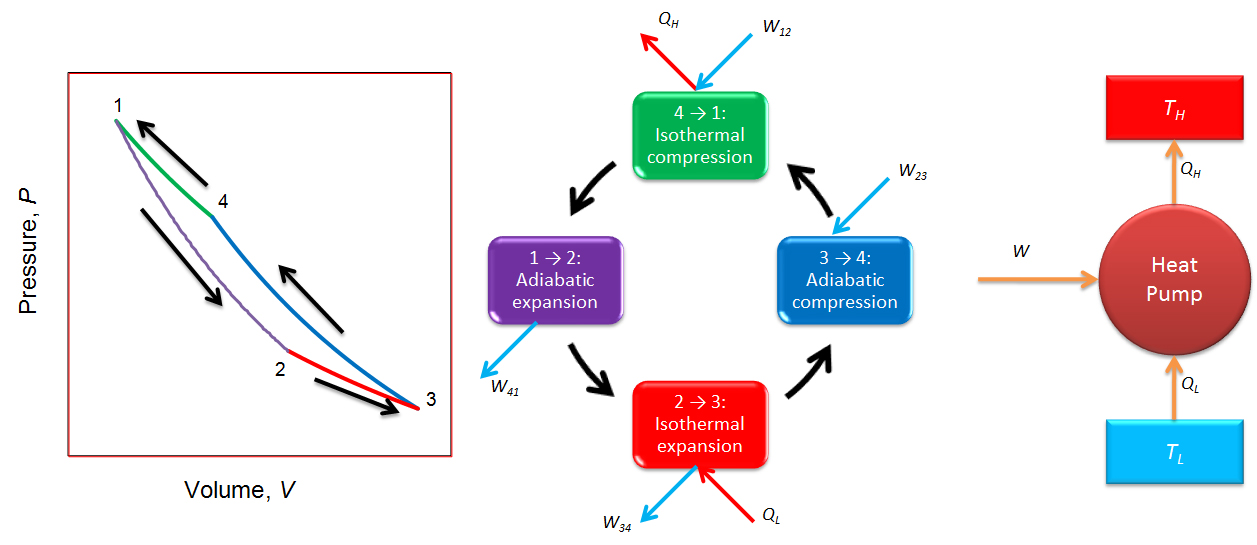 Pressure, P
1
4
2
3
Volume, V
Q_H
W_12
4 → 1:
Isothermal
compression
W_23
1 → 2:
Adiabatic
expansion
3 → 4:
Adiabatic
compression
W_41
2 → 3:
Isothermal
expansion
W_34
Q_L
T_H
Q_H
W
Heat
Pump
Q_L
T_L